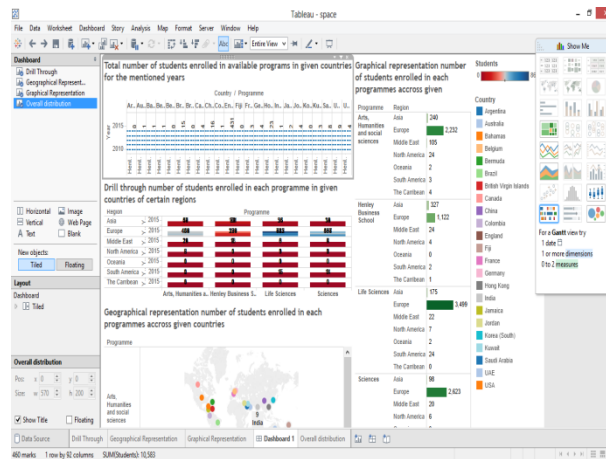 Tableau - space
File Data Worksheet Dashboard Story Analysis Map Format Server Window Help
Abc Entire View
Show Me
Dashboard
Drill Through
Geographical Represent...
Graphical Representation
Overall distribution
Horizontal Image
Vertical Web Page
Text Blank
New objects:
Tiled Floating
Layout
Dashboard
Tiled
Overall distribution
Pos: x 0 y 0
Size: w 570 h 200
Show Title Floating
Total number of students enrolled in available programs in given countries
for the mentioned years
Country / Programme
Year
2015
2010
Drill through number of students enrolled in each programme in given
countries of certain regions
Region Programme
Asia 2015
Europe 2015
Middle East 2015
North America 2015
Oceania 2015
South America 2015
The Carribean 2015
Arts, Humanities a.. Henley Business S.. Life Sciences Sciences
Geographical representation number of students enrolled in each
programmes accross given countries
Programme
Arts,
Humanities
and social
sciences
9
India
Graphical representation number
of students enrolled in each
programmes accross given
Programme Region
Arts, Humanities and social sciences
Asia 240
Europe 2,232
Middle East 105
North America 24
Oceania 2
South America 3
The Carribean 4
Henley Business School
Asia 327
Europe 1,122
Middle East 24
North America 4
Oceania 0
South America 2
The Carribean 1
Life Sciences Asia 175
Europe 3,499
Middle East 22
North America 7
Oceania 2
South America 24
The Carribean 0
Sciences Asia 98
Europe 2,623
Middle East 20
North America 6
Students
0
Country
Argentina
Australia
Bahamas
Belgium
Bermuda
Brazil
British Virgin Islands
Canada
China
Colombia
England
Fiji
France
Germany
Hong Kong
India
Jamaica
Jordan
Korea (South)
Kuwait
Saudi Arabia
UAE
USA
For a Gantt view try
1 date
1 or more dimensions
0 to 2 measures
Data Source Drill Through Geographical Representation Graphical Representation Dashboard 1 Overall distribution
460 marks 1 row by 92 columns SUM(Students): 10,583